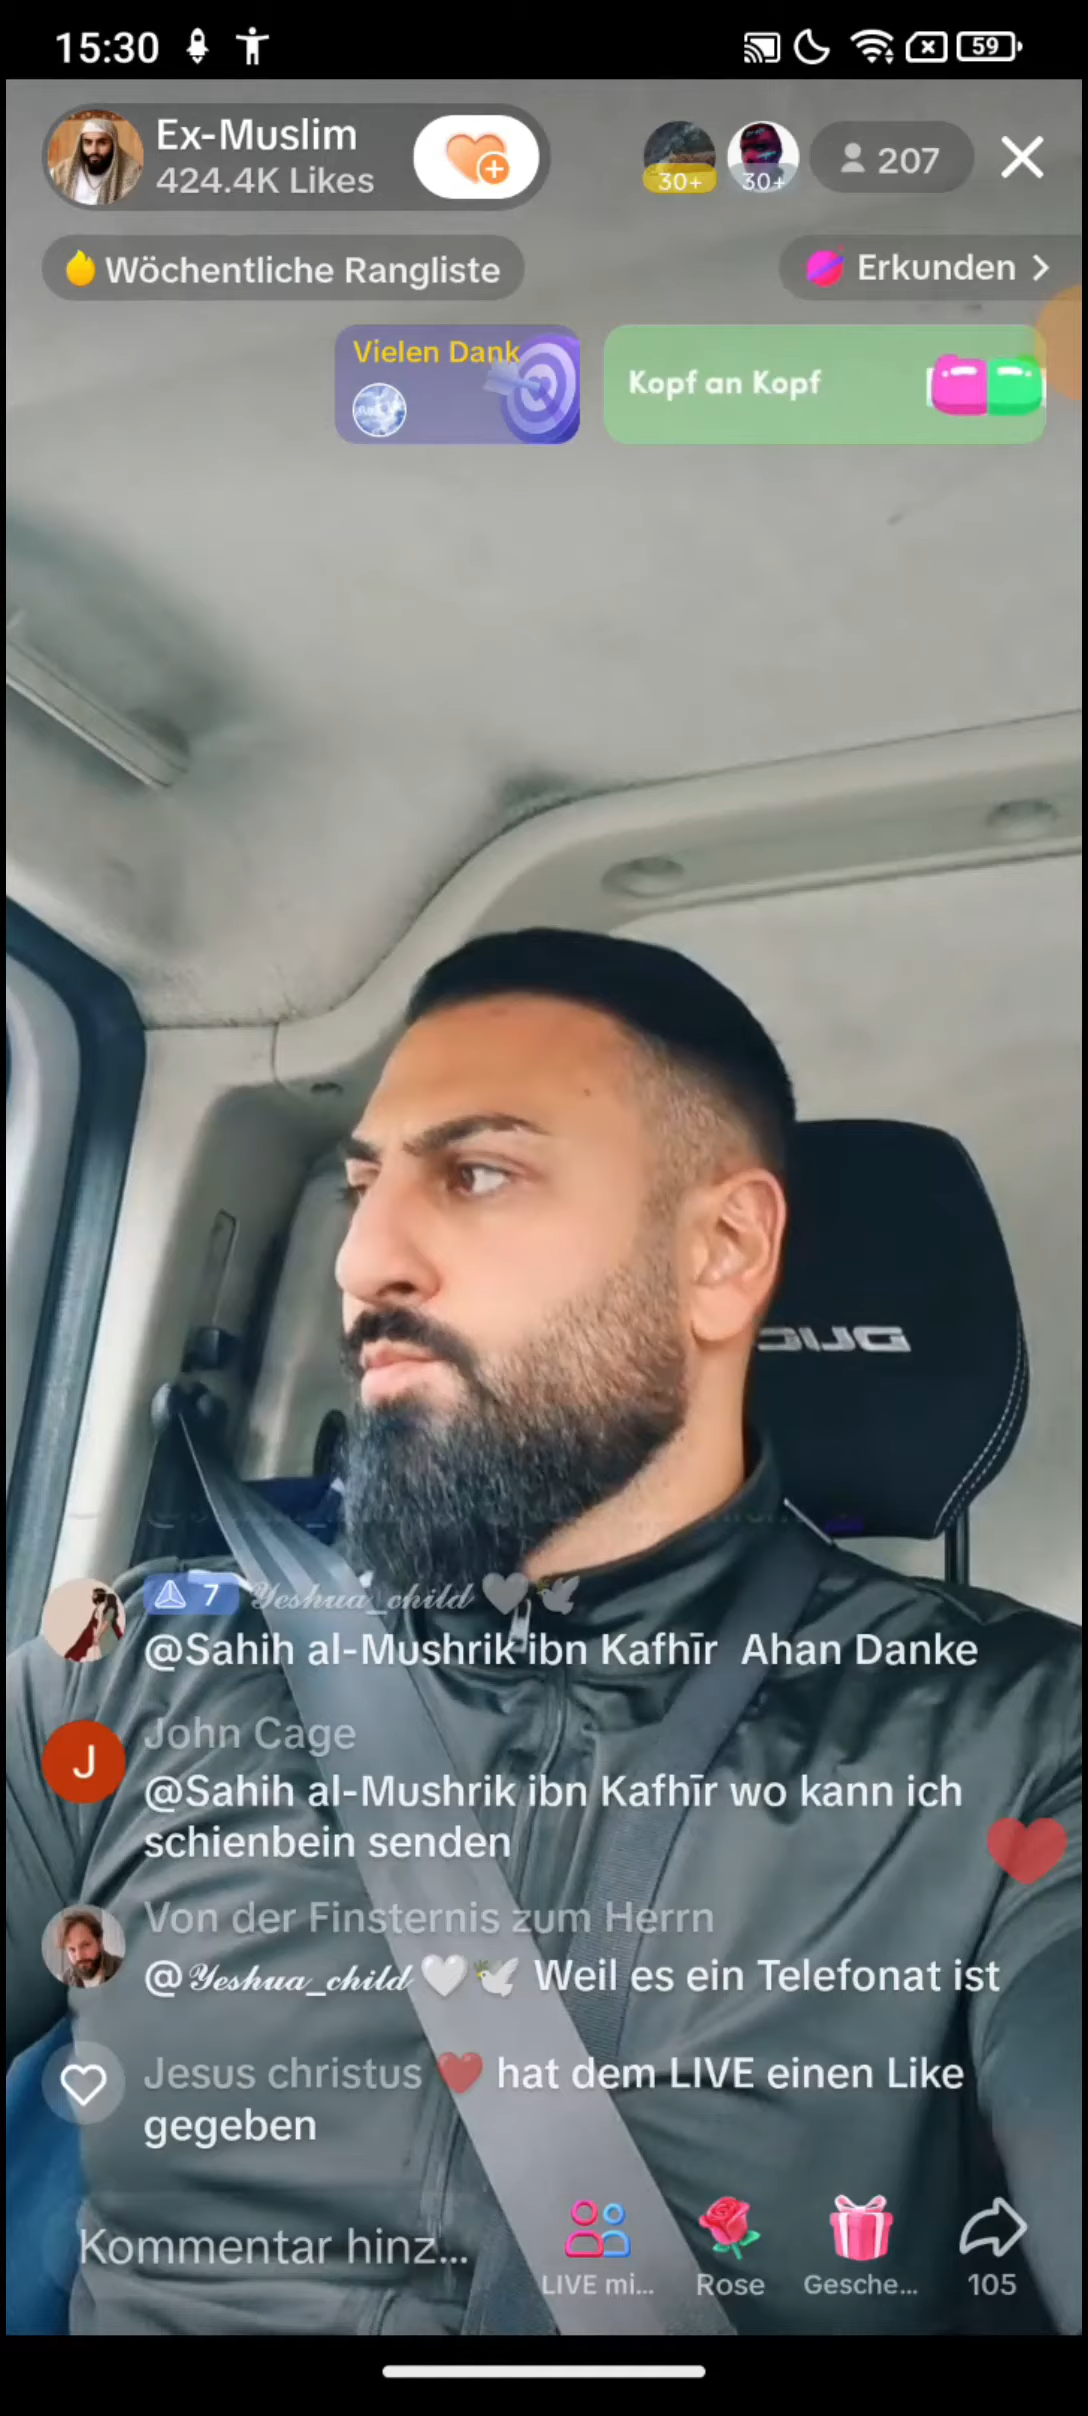 15:30
59
Ex-Muslim
424.4K Likes
30+
30+
207
Wöchentliche Rangliste
Erkunden >
Vielen Dank
Kopf an Kopf
7 Yeshua_child 🤍🕊️
@Sahih al-Mushrik ibn Kafhīr Ahan Danke
John Cage
J
@Sahih al-Mushrik ibn Kafhīr wo kann ich
schienbein senden
Von der Finsternis zum Herrn
@Yeshua_child 🤍🕊️ Weil es ein Telefonat ist
Jesus christus ❤️ hat dem LIVE einen Like
gegeben
Kommentar hinz...
LIVE mi...
Rose
Gesche...
105